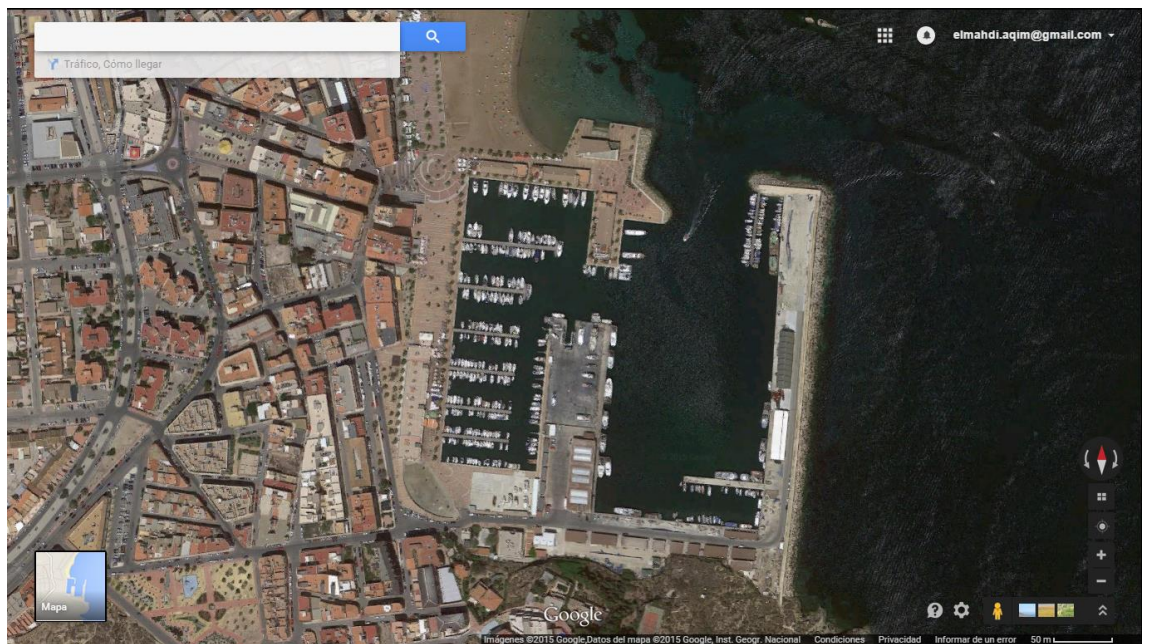 elmahdi.aqim@gmail.com
Tráfico, Cómo llegar
Mapa
Google
Imágenes ©2015 Google,Datos del mapa ©2015 Google, Inst. Geogr. Nacional Condiciones Privacidad Informar de un error 50 m